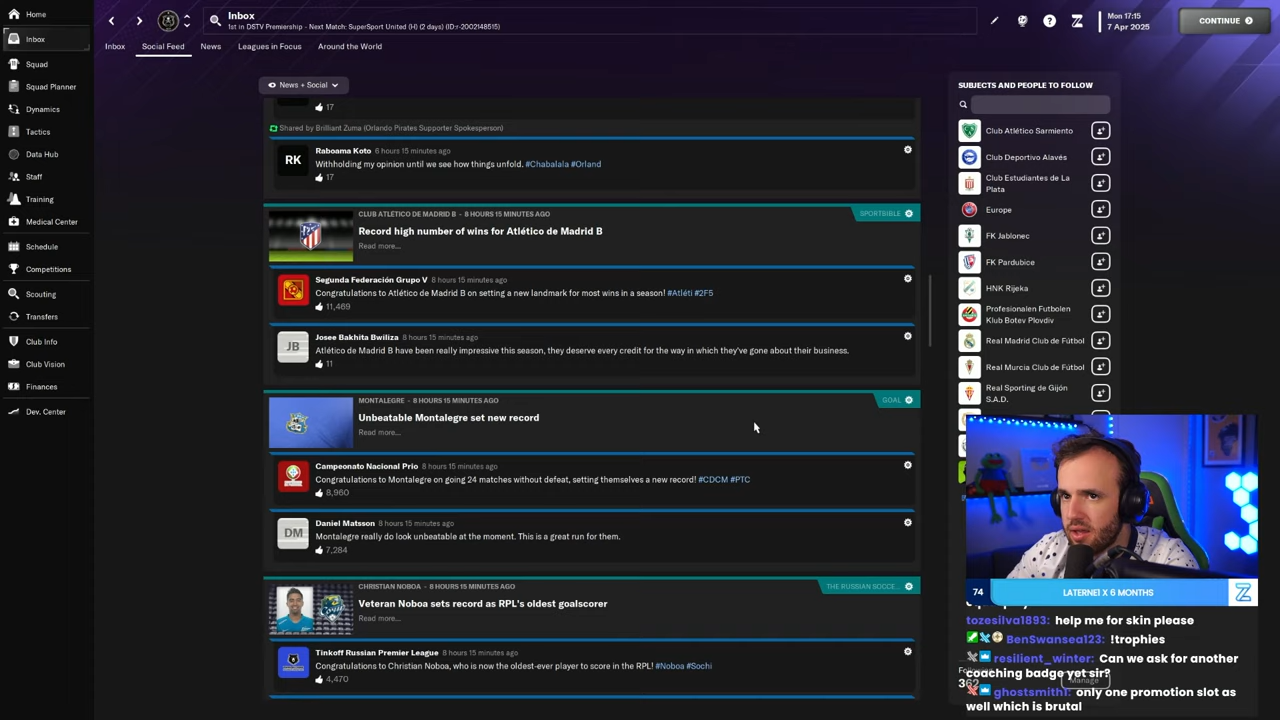 Home
Inbox
Squad
Squad Planner
Dynamics
Tactics
Data Hub
Staff
Training
Medical Center
Schedule
Competitions
Scouting
Transfers
Club Info
Club Vision
Finances
Dev. Center
Inbox
1st in DSTV Premiership - Next Match: SuperSport United (H) (2 days) (ID:r-2002148515)
Mon 17:15
7 Apr 2025
CONTINUE
Inbox
Social Feed
News
Leagues in Focus
Around the World
News + Social
17
Shared by Brilliant Zuma (Orlando Pirates Supporter Spokesperson)
RK
Raboama Koto 6 hours 15 minutes ago
Withholding my opinion until we see how things unfold. #Chabalala #Orland
17
CLUB ATLÉTICO DE MADRID B - 8 HOURS 15 MINUTES AGO
SPORTSBIBLE
Record high number of wins for Atlético de Madrid B
Read more...
Segunda Federación Grupo V 8 hours 15 minutes ago
Congratulations to Atlético de Madrid B on setting a new landmark for most wins in a season! #Atléti #2F5
11,469
JB
Josee Bakhita Bwiliza 8 hours 15 minutes ago
Atlético de Madrid B have been really impressive this season, they deserve every credit for the way in which they've gone about their business.
11
MONTALEGRE - 8 HOURS 15 MINUTES AGO
GOAL
Unbeatable Montalegre set new record
Read more...
Campeonato Nacional Prio 8 hours 15 minutes ago
Congratulations to Montalegre on going 24 matches without defeat, setting themselves a new record! #CDCM #PTC
8,960
DM
Daniel Matsson 8 hours 15 minutes ago
Montalegre really do look unbeatable at the moment. This is a great run for them.
7,284
CHRISTIAN NOBOA - 8 HOURS 15 MINUTES AGO
THE RUSSIAN SOCCE...
Veteran Noboa sets record as RPL's oldest goalscorer
Read more...
Tinkoff Russian Premier League 8 hours 15 minutes ago
Congratulations to Christian Noboa, who is now the oldest-ever player to score in the RPL! #Noboa #Sochi
4,470
SUBJECTS AND PEOPLE TO FOLLOW
Club Atlético Sarmiento
Club Deportivo Alavés
Club Estudiantes de La
Plata
Europe
FK Jablonec
FK Pardubice
HNK Rijeka
Profesionalen Futbolen
Klub Botev Plovdiv
Real Madrid Club de Fútbol
Real Murcia Club de Fútbol
Real Sporting de Gijón
S.A.D.
74
LATERNE1 X 6 MONTHS
tozesilva1893: help me for skin please
BenSwansea123: !trophies
resilient_winter: Can we ask for another
coaching badge yet sir?
362
Manage
ghostsmith1: only one promotion slot as
well which is brutal